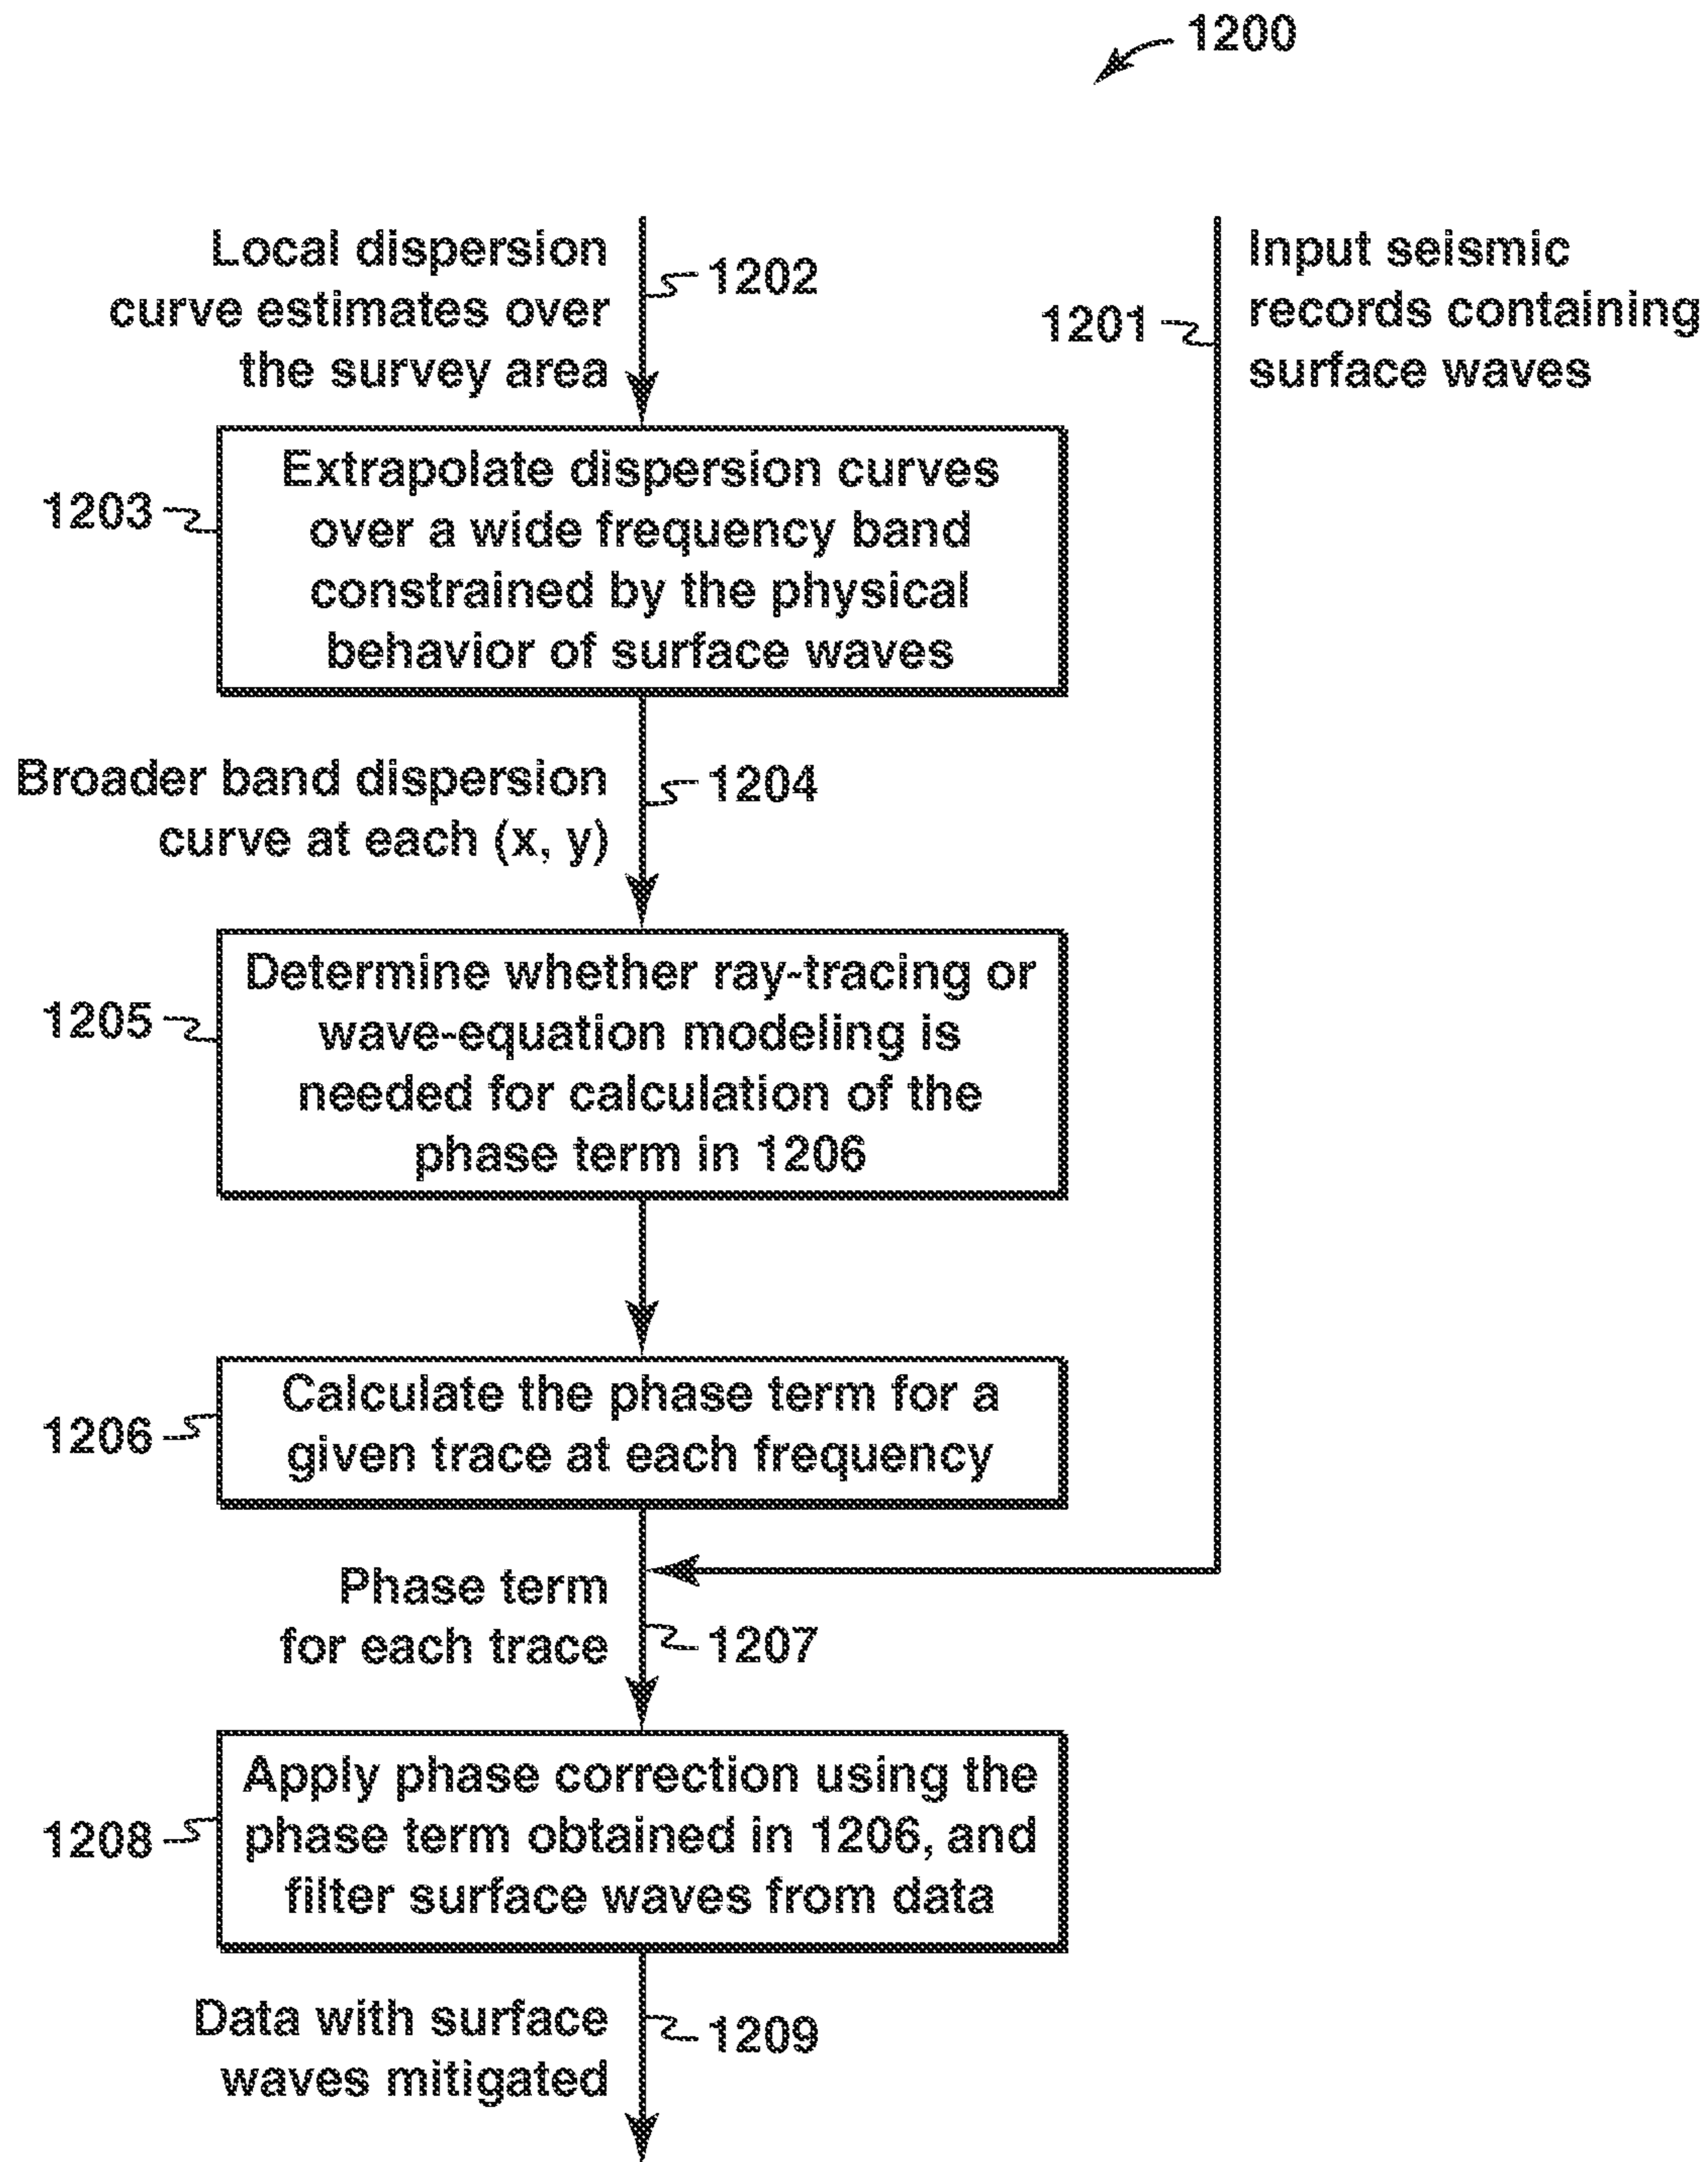 1200
Local dispersion
curve estimates over
the survey area
1202
1201
Input seismic
records containing
surface waves
1203
Extrapolate dispersion curves
over a wide frequency band
constrained by the physical
behavior of surface waves
Broader band dispersion
curve at each (x, y)
1204
1205
Determine whether ray-tracing or
wave-equation modeling is
needed for calculation of the
phase term in 1206
1206
Calculate the phase term for a
given trace at each frequency
Phase term
for each trace
1207
1208
Apply phase correction using the
phase term obtained in 1206, and
filter surface waves from data
Data with surface
waves mitigated
1209